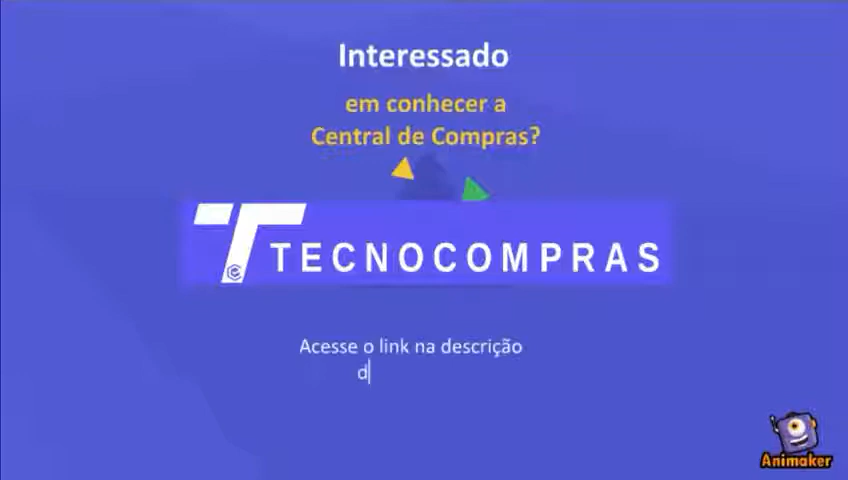 Interessado
em conhecer a
Central de Compras?
TECNOCOMPRAS
Acesse o link na descrição
d
Animaker